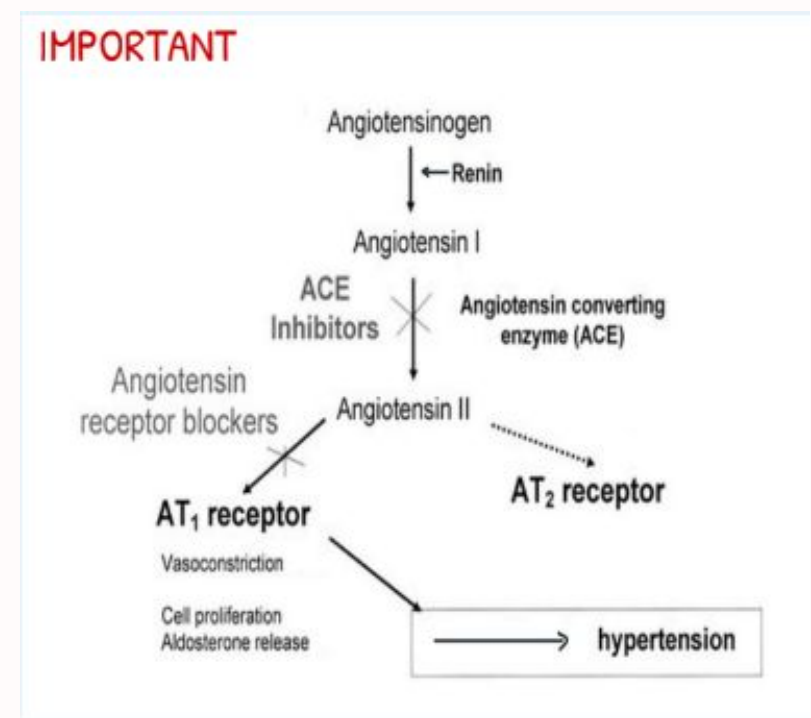 IMPORTANT
Angiotensinogen
Renin
Angiotensin I
ACE
Inhibitors
Angiotensin converting
enzyme (ACE)
Angiotensin
receptor blockers
Angiotensin II
AT₁ receptor
AT₂ receptor
Vasoconstriction
Cell proliferation
Aldosterone release
hypertension